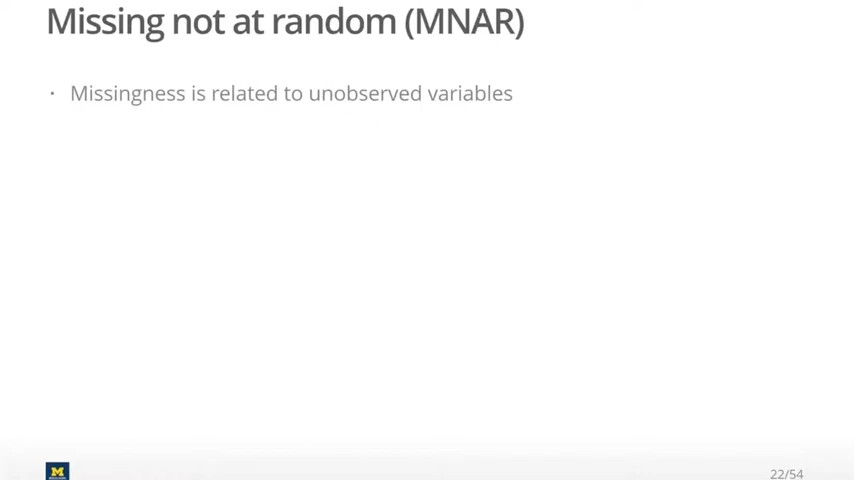 Missing not at random (MNAR)
· Missingness is related to unobserved variables
22/54